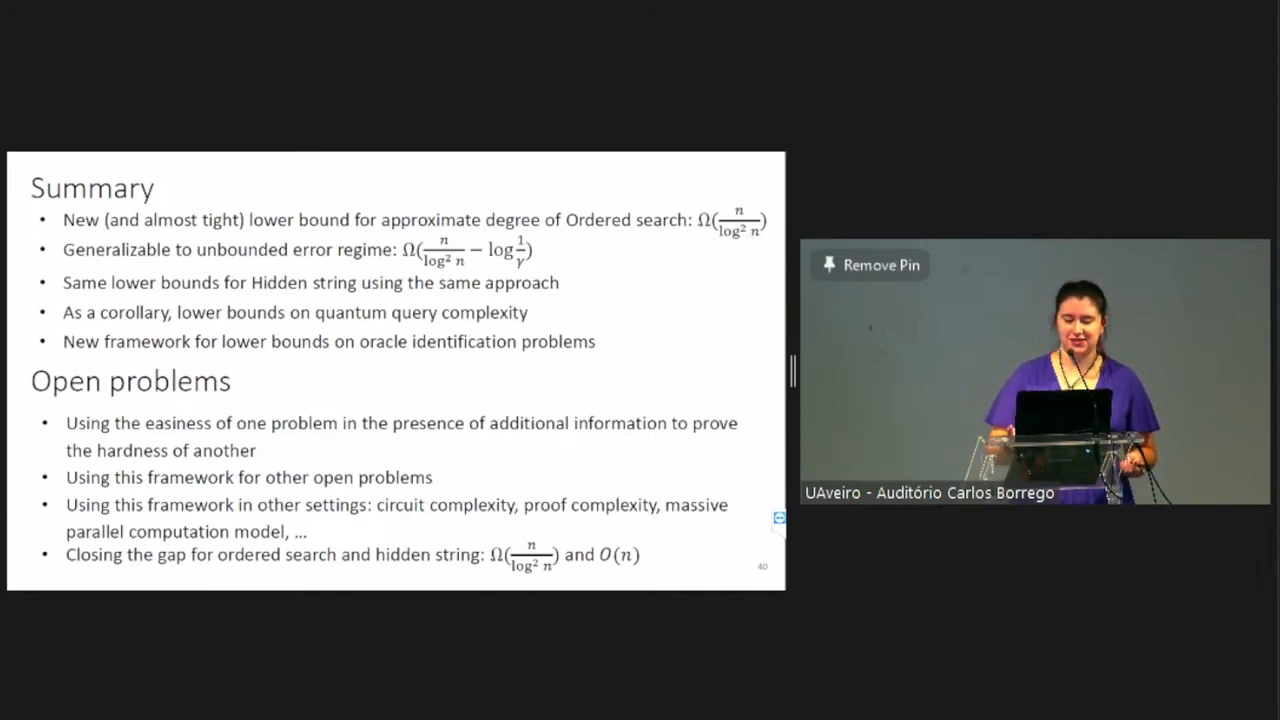 Summary
• New (and almost tight) lower bound for approximate degree of Ordered search: Ω(n/log² n)
• Generalizable to unbounded error regime: Ω(n/log² n − log 1/γ)
• Same lower bounds for Hidden string using the same approach
• As a corollary, lower bounds on quantum query complexity
• New framework for lower bounds on oracle identification problems
Open problems
• Using the easiness of one problem in the presence of additional information to prove
the hardness of another
• Using this framework for other open problems
• Using this framework in other settings: circuit complexity, proof complexity, massive
parallel computation model, ...
• Closing the gap for ordered search and hidden string: Ω(n/log² n) and O(n)
40
Remove Pin
UAveiro - Auditório Carlos Borrego